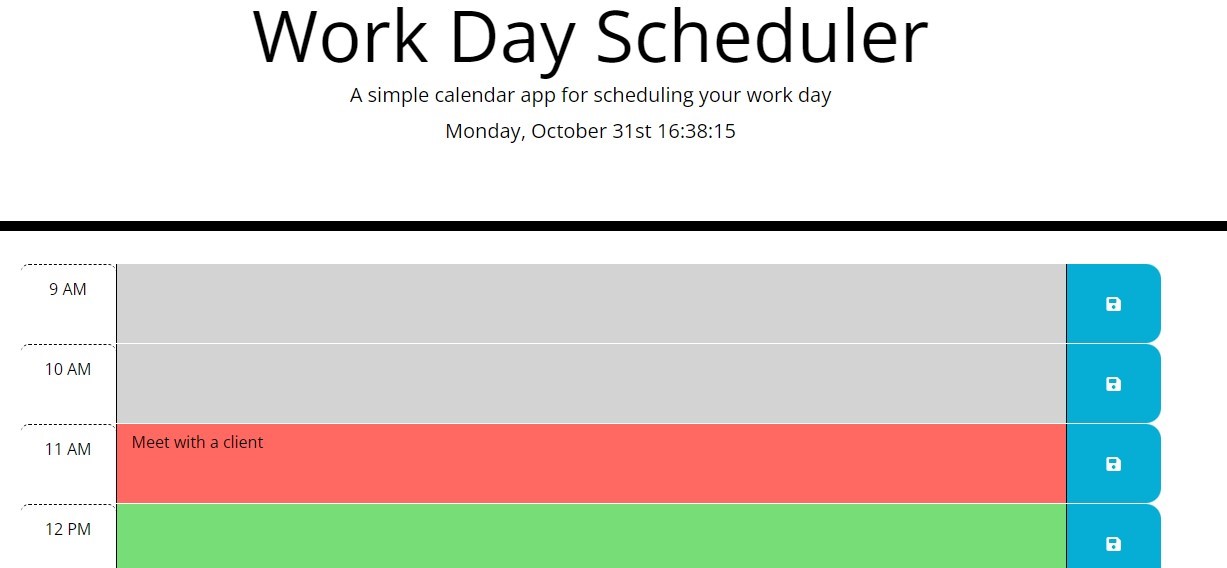 Work Day Scheduler
A simple calendar app for scheduling your work day
Monday, October 31st 16:38:15
9 AM
10 AM
11 AM
Meet with a client
12 PM